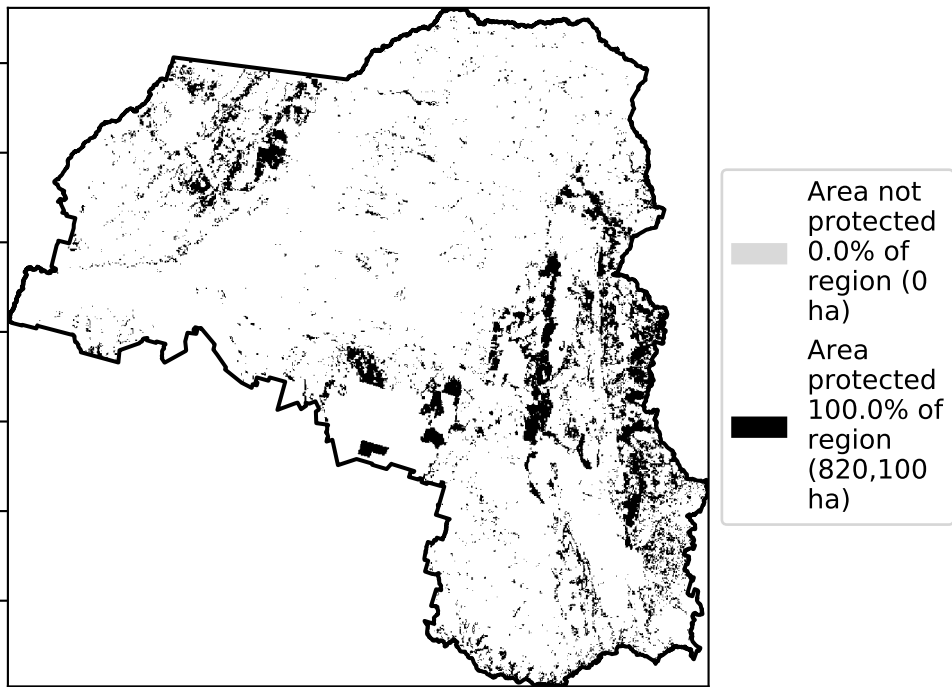 Area not
protected
0.0% of
region (0
ha)
Area
protected
100.0% of
region
(820,100
ha)